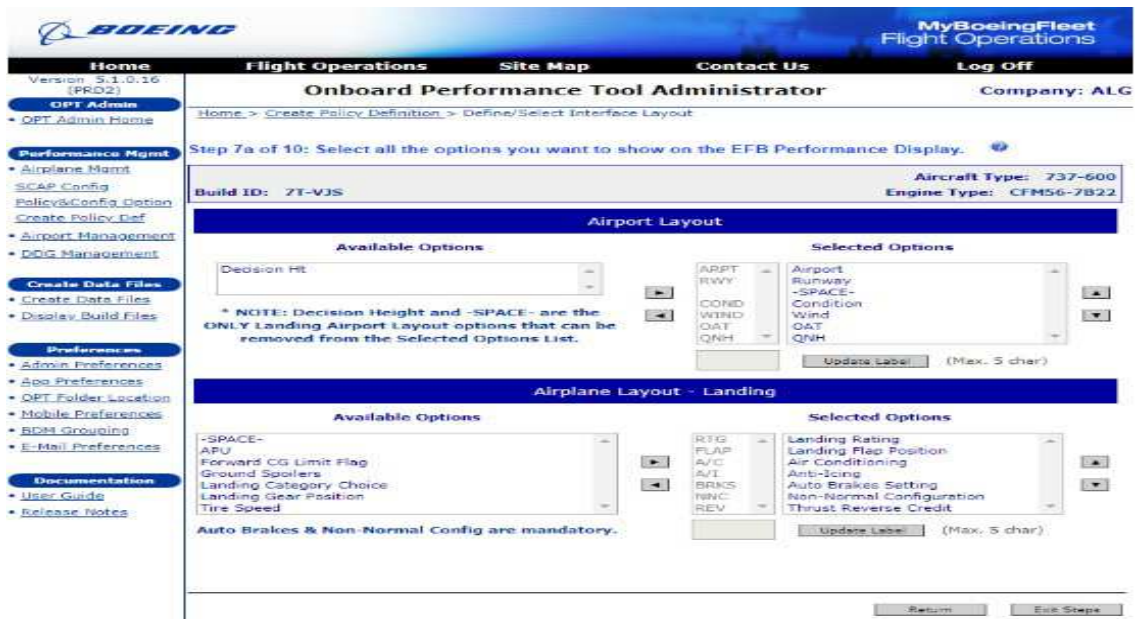 BOEING
MyBoeingFleet
Flight Operations
Home Flight Operations Site Map Contact Us Log Off
Version 5.1.0.16
(PRO2)
OPT Admin
• OPT Admin Home
Performance Mgmt
• Airplane Mgmt
SCAP Config
Policy&Config Option
Create Policy Def
• Airport Management
• DDG Management
Create Data Files
• Create Data Files
• Display Build Files
Preferences
• Admin Preferences
• App Preferences
• OPT Folder Location
• Mobile Preferences
• BDM Grouping
• E-Mail Preferences
Documentation
• User Guide
• Release Notes
Onboard Performance Tool Administrator
Company: ALG
Home > Create Policy Definition > Define/Select Interface Layout
Step 7a of 10: Select all the options you want to show on the EFB Performance Display.
Aircraft Type: 737-600
Build ID: 7T-VJS
Engine Type: CFM56-7B22
Airport Layout
Available Options
Selected Options
Decision Ht
* NOTE: Decision Height and -SPACE- are the
ONLY Landing Airport Layout options that can be
removed from the Selected Options List.
ARPT Airport
RWY Runway
-SPACE-
COND Condition
WIND Wind
OAT OAT
QNH QNH
Update Label (Max. 5 char)
Airplane Layout - Landing
Available Options
Selected Options
-SPACE-
APU
Forward CG Limit Flag
Ground Spoilers
Landing Category Choice
Landing Gear Position
Tire Speed
Auto Brakes & Non-Normal Config are mandatory.
RTG Landing Rating
FLAP Landing Flap Position
A/C Air Conditioning
A/I Anti-Icing
BRKS Auto Brakes Setting
NNC Non-Normal Configuration
REV Thrust Reverse Credit
Update Label (Max. 5 char)
Return Exit Steps